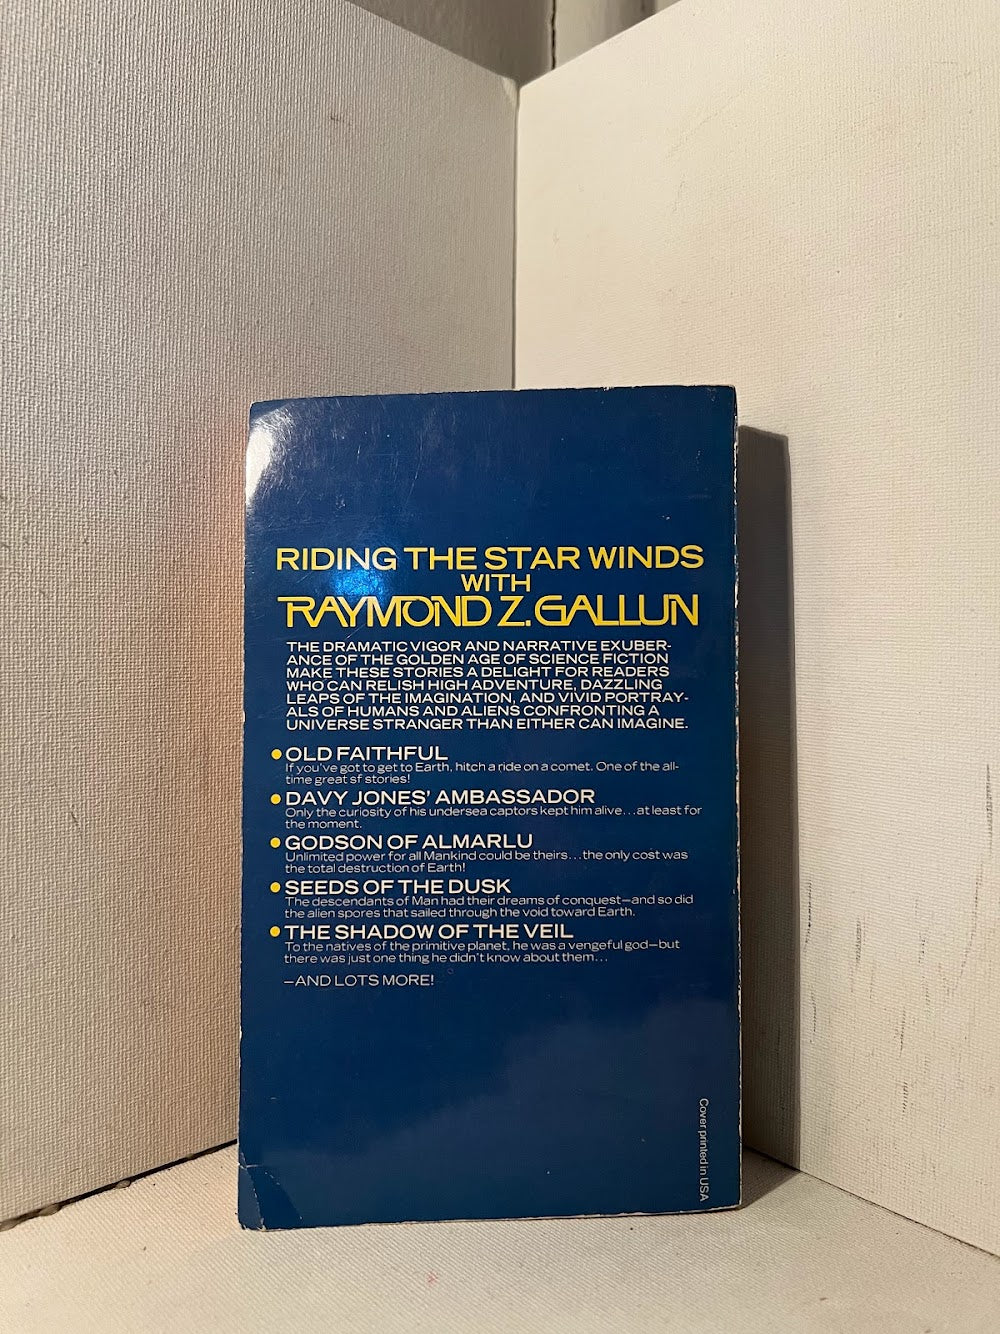 RIDING THE STAR WINDS
WITH
RAYMOND Z. GALLUN
THE DRAMATIC VIGOR AND NARRATIVE EXUBER-
ANCE OF THE GOLDEN AGE OF SCIENCE FICTION
MAKE THESE STORIES A DELIGHT FOR READERS
WHO CAN RELISH HIGH ADVENTURE, DAZZLING
LEAPS OF THE IMAGINATION, AND VIVID PORTRAY-
ALS OF HUMANS AND ALIENS CONFRONTING A
UNIVERSE STRANGER THAN EITHER CAN IMAGINE.
● OLD FAITHFUL
If you've got to get to Earth, hitch a ride on a comet. One of the all-
time great sf stories!
● DAVY JONES' AMBASSADOR
Only the curiosity of his undersea captors kept him alive...at least for
the moment.
● GODSON OF ALMARLU
Unlimited power for all Mankind could be theirs...the only cost was
the total destruction of Earth!
● SEEDS OF THE DUSK
The descendants of Man had their dreams of conquest—and so did
the alien spores that sailed through the void toward Earth.
● THE SHADOW OF THE VEIL
To the natives of the primitive planet, he was a vengeful god—but
there was just one thing he didn't know about them...
—AND LOTS MORE!
Cover printed in USA